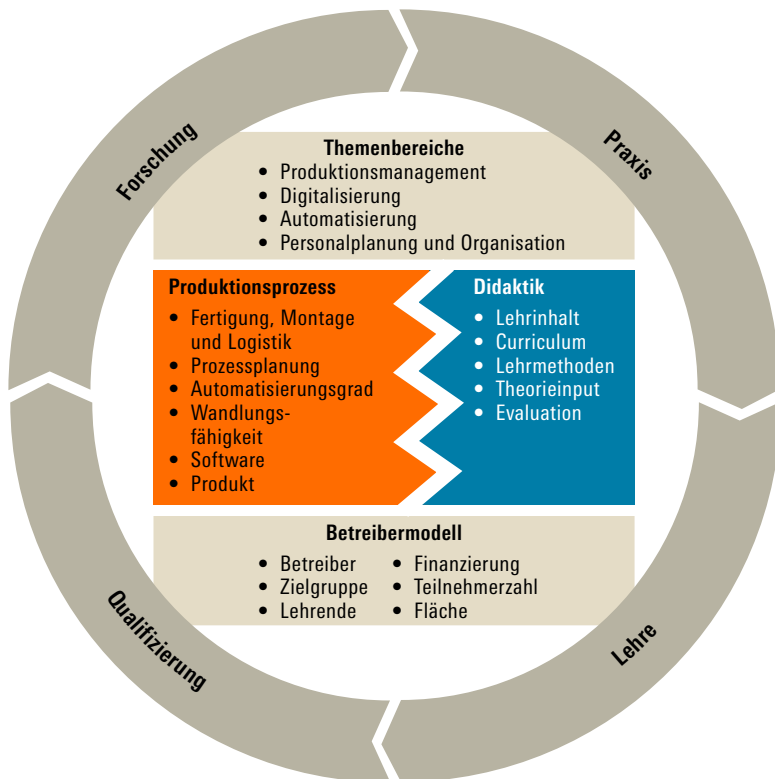 Forschung
Praxis
Themenbereiche
• Produktionsmanagement
• Digitalisierung
• Automatisierung
• Personalplanung und Organisation
Produktionsprozess
• Fertigung, Montage
und Logistik
• Prozessplanung
• Automatisierungsgrad
• Wandlungs-
fähigkeit
• Software
• Produkt
Didaktik
• Lehrinhalt
• Curriculum
• Lehrmethoden
• Theorieinput
• Evaluation
Betreibermodell
• Betreiber
• Zielgruppe
• Lehrende
• Finanzierung
• Teilnehmerzahl
• Fläche
Qualifizierung
Lehre